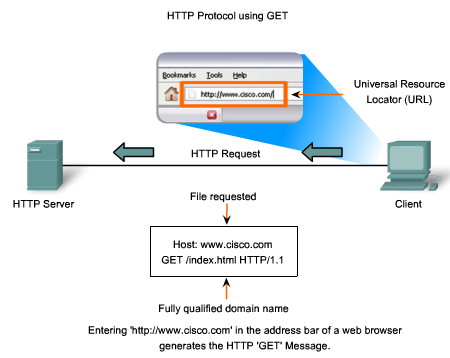 HTTP Protocol using GET
Bookmarks Tools Help
http://www.cisco.com/
Universal Resource
Locator (URL)
HTTP Request
HTTP Server
Client
File requested
Host: www.cisco.com
GET /index.html HTTP/1.1
Fully qualified domain name
Entering 'http://www.cisco.com' in the address bar of a web browser
generates the HTTP 'GET' Message.